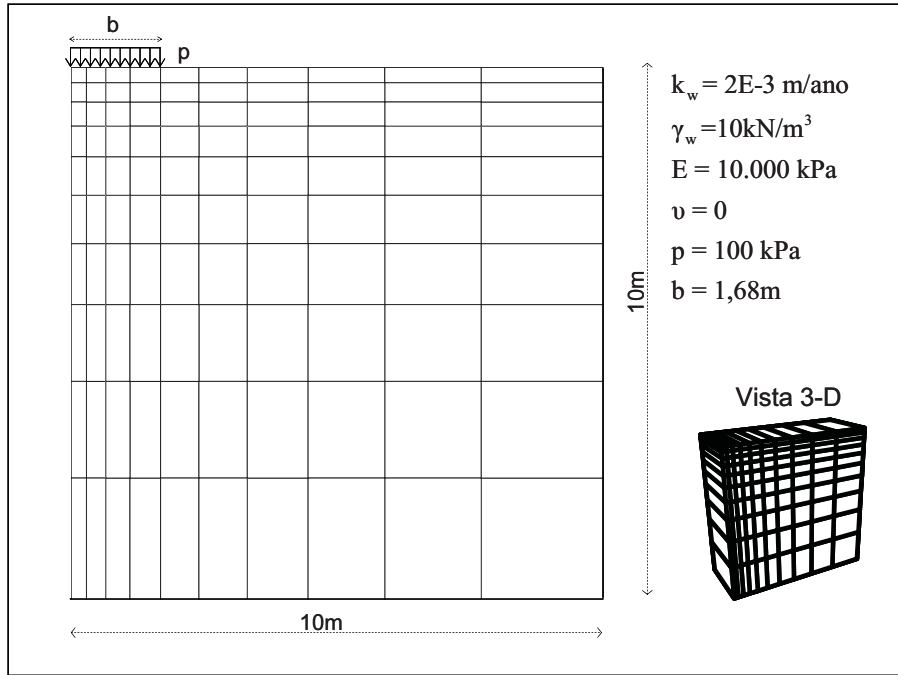 b
p
k_w = 2E-3 m/ano
γ_w =10kN/m³
E = 10.000 kPa
υ = 0
p = 100 kPa
b = 1,68m
10m
Vista 3-D
10m